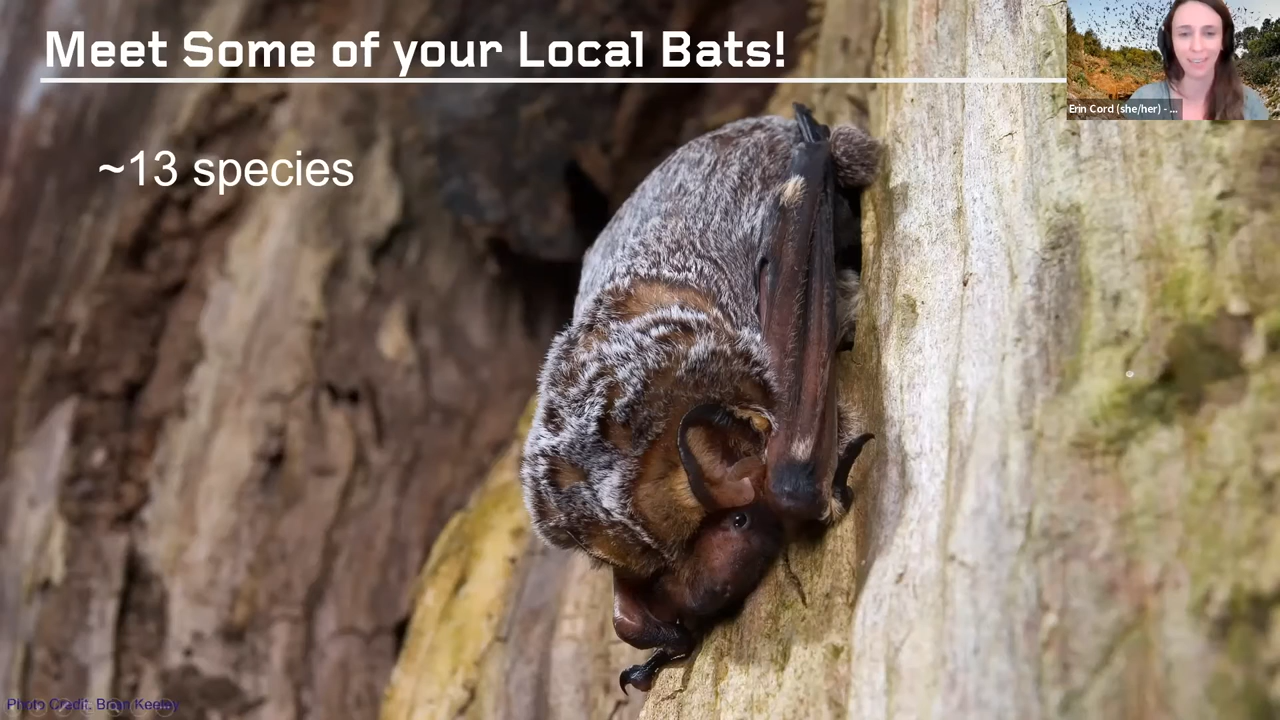 Meet Some of your Local Bats!
Erin Cord (she/her) - ...
~13 species
Photo Credit. Brian Keeley